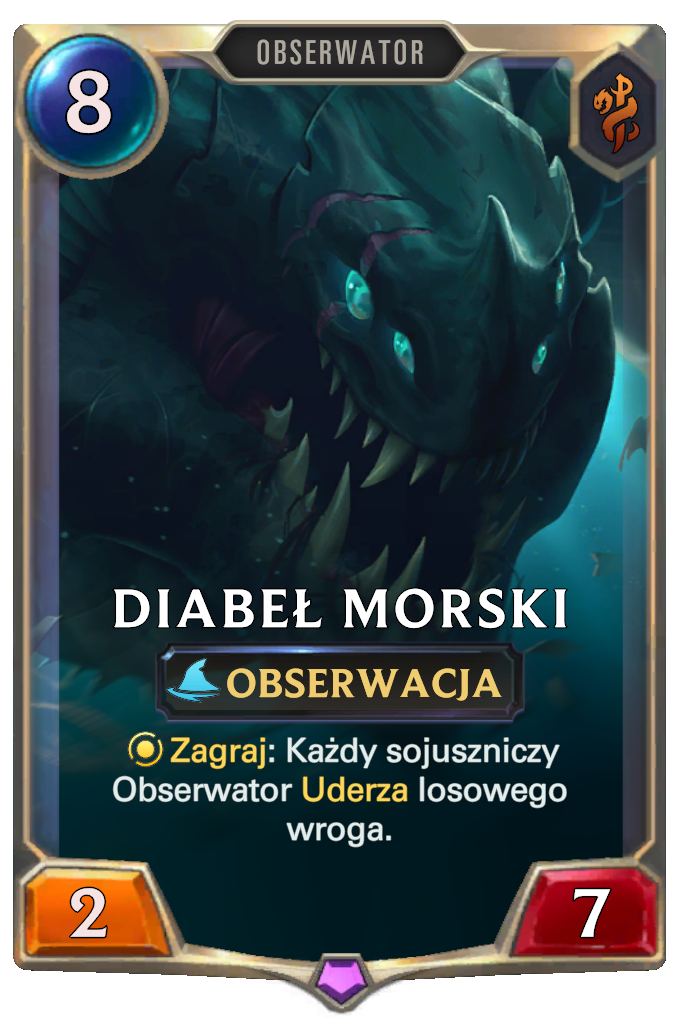 OBSERWATOR
8
DIABEŁ MORSKI
OBSERWACJA
Zagraj: Każdy sojuszniczy
Obserwator Uderza losowego
wroga.
2
7